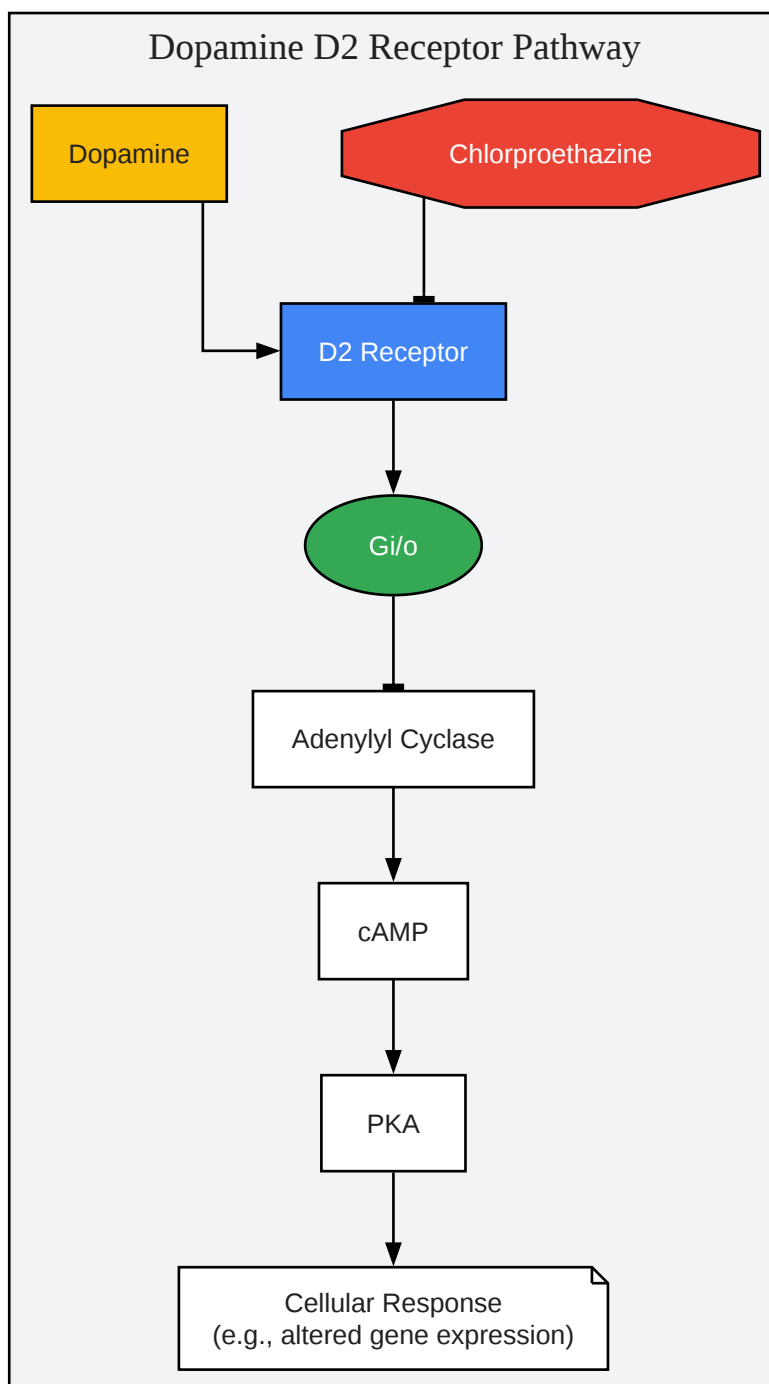 Dopamine D2 Receptor Pathway
Dopamine
Chlorproethazine
D2 Receptor
Gi/o
Adenylyl Cyclase
cAMP
PKA
Cellular Response
(e.g., altered gene expression)